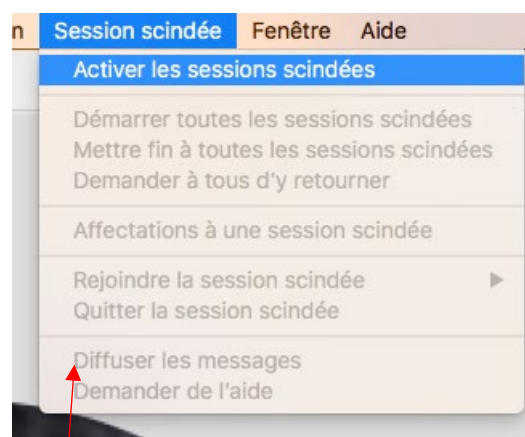 n Session scindée Fenêtre Aide
Activer les sessions scindées
Démarrer toutes les sessions scindées
Mettre fin à toutes les sessions scindées
Demander à tous d'y retourner
Affectations à une session scindée
Rejoindre la session scindée
Quitter la session scindée
Diffuser les messages
Demander de l'aide